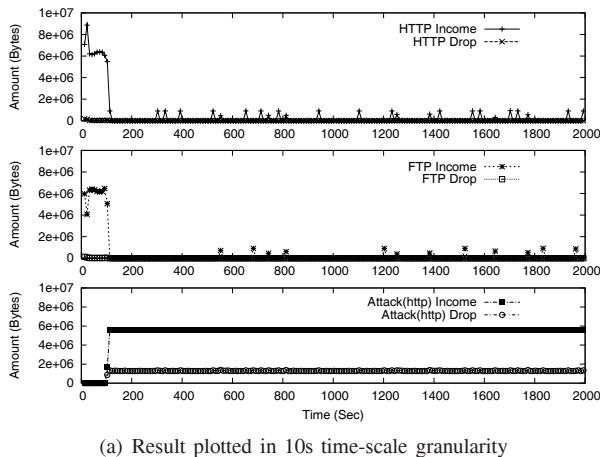 1e+07
8e+06
6e+06
4e+06
2e+06
0
Amount (Bytes)
HTTP Income
HTTP Drop
0 200 400 600 800 1000 1200 1400 1600 1800 2000
1e+07
8e+06
6e+06
4e+06
2e+06
0
Amount (Bytes)
FTP Income
FTP Drop
0 200 400 600 800 1000 1200 1400 1600 1800 2000
1e+07
8e+06
6e+06
4e+06
2e+06
0
Amount (Bytes)
Attack(http) Income
Attack(http) Drop
0 200 400 600 800 1000 1200 1400 1600 1800 2000
Time (Sec)
(a) Result plotted in 10s time-scale granularity